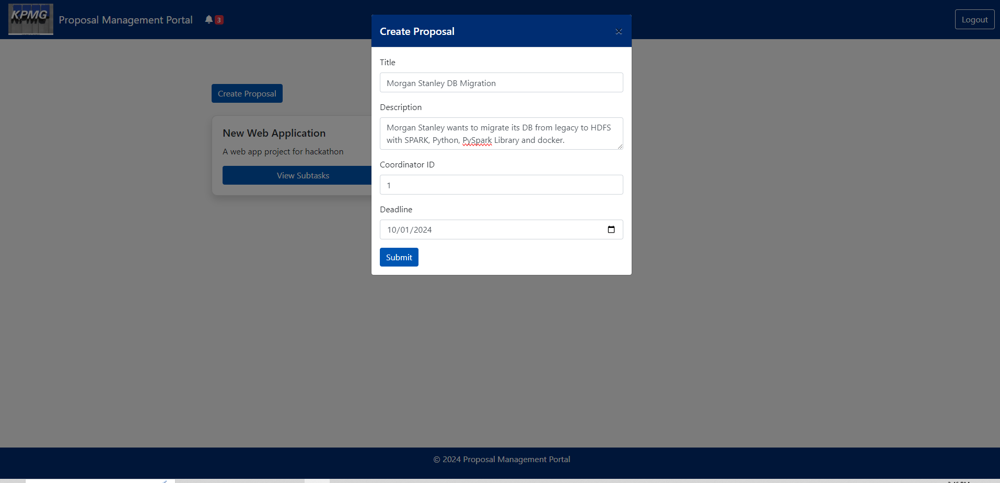 KPMG
Proposal Management Portal
3
Logout
Create Proposal
×
Title
Morgan Stanley DB Migration
Create Proposal
Description
Morgan Stanley wants to migrate its DB from legacy to HDFS
with SPARK, Python, PySpark Library and docker.
New Web Application
A web app project for hackathon
View Subtasks
Coordinator ID
1
Deadline
10/01/2024
Submit
© 2024 Proposal Management Portal